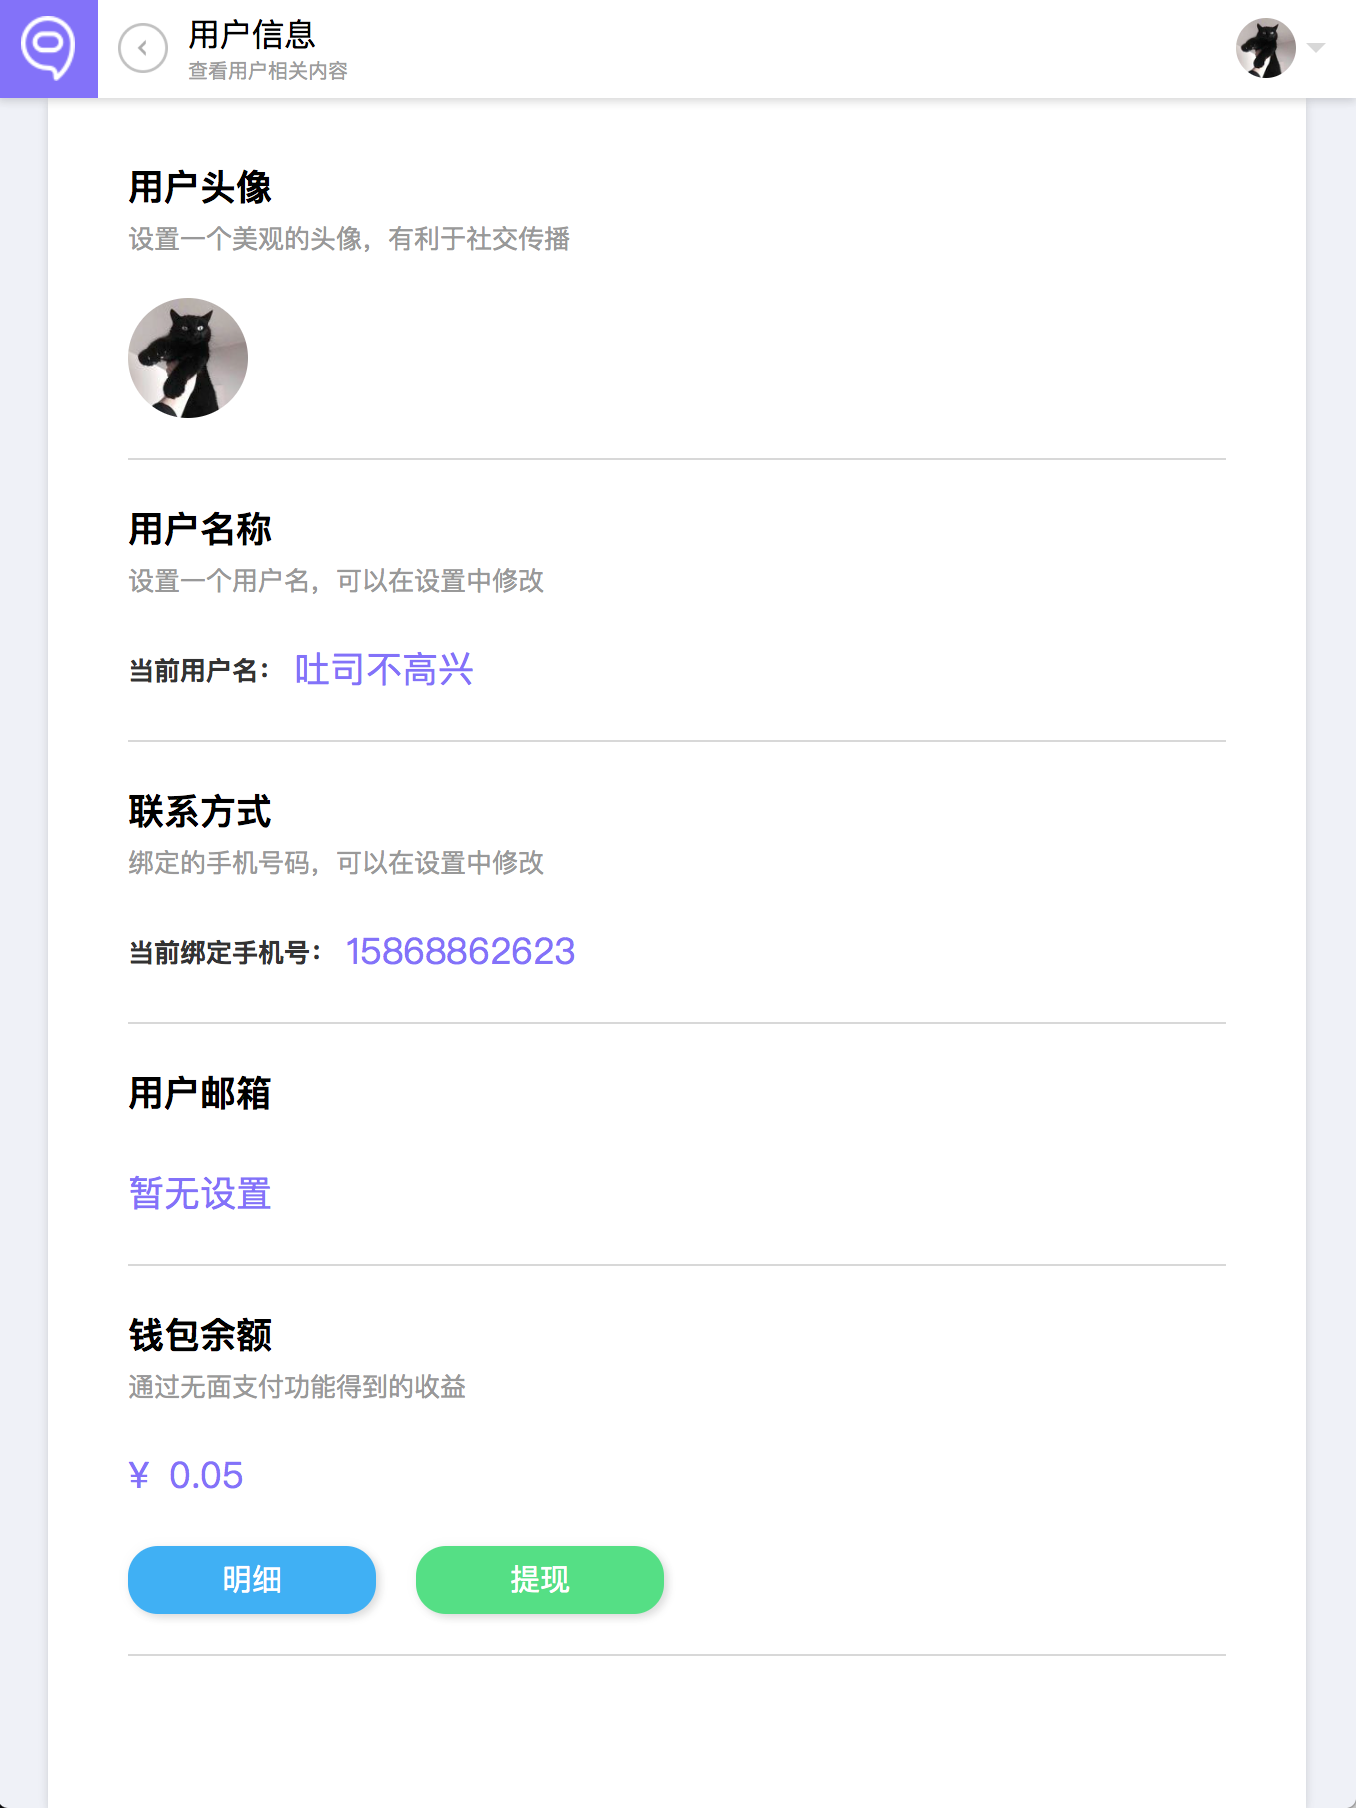 用户信息
查看用户相关内容
用户头像
设置一个美观的头像，有利于社交传播
用户名称
设置一个用户名，可以在设置中修改
当前用户名： 吐司不高兴
联系方式
绑定的手机号码，可以在设置中修改
当前绑定手机号： 15868862623
用户邮箱
暂无设置
钱包余额
通过无面支付功能得到的收益
¥ 0.05
明细 提现